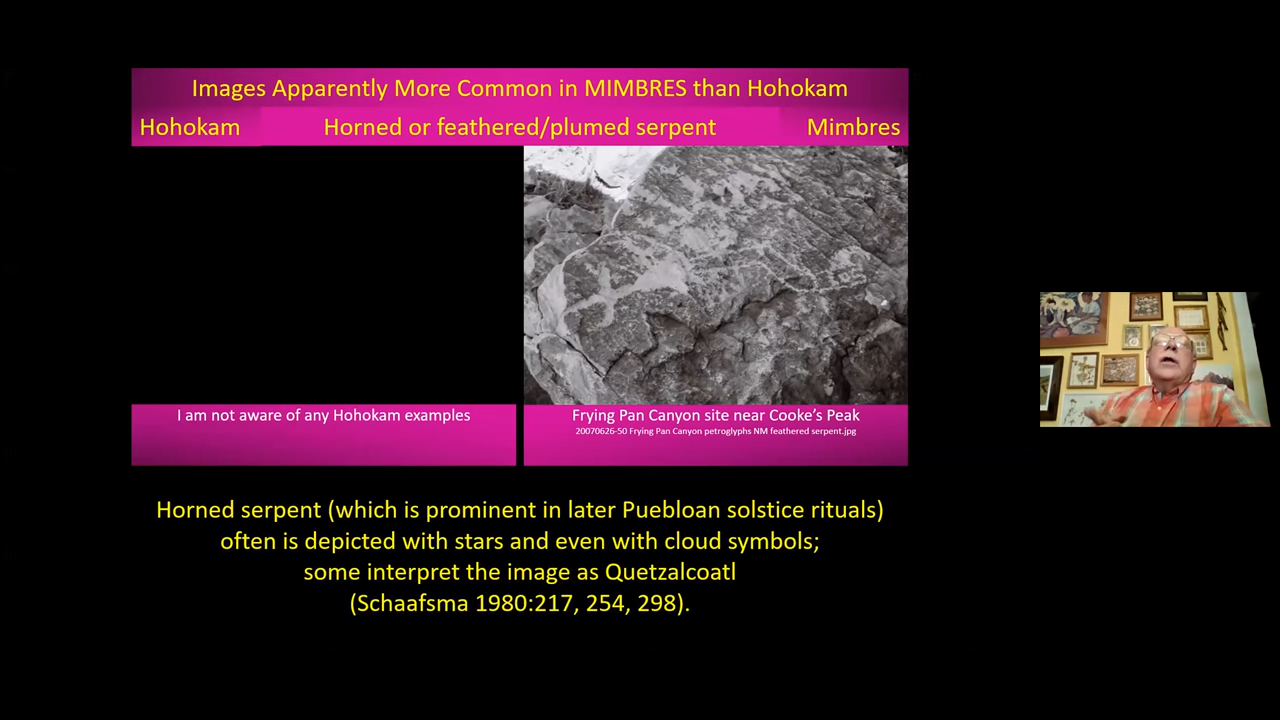 Images Apparently More Common in MIMBRES than Hohokam
Hohokam
Horned or feathered/plumed serpent
Mimbres
I am not aware of any Hohokam examples
Frying Pan Canyon site near Cooke’s Peak
20070626-50 Frying Pan Canyon petroglyphs NM feathered serpent.jpg
Horned serpent (which is prominent in later Puebloan solstice rituals)
often is depicted with stars and even with cloud symbols;
some interpret the image as Quetzalcoatl
(Schaafsma 1980:217, 254, 298).